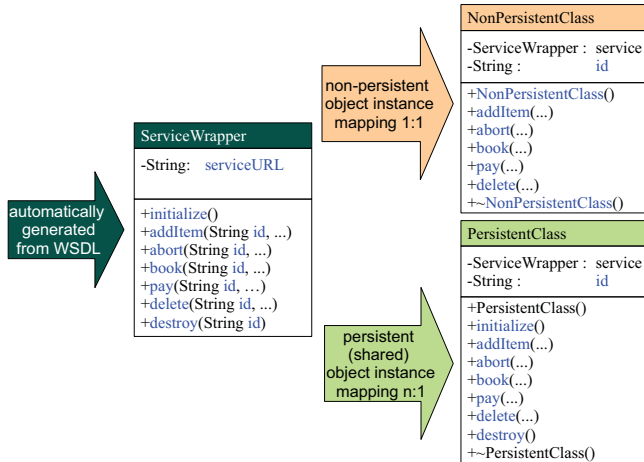 automatically
generated
from WSDL
ServiceWrapper
-String: serviceURL
+initialize()
+addItem(String id, ...)
+abort(String id, ...)
+book(String id, ...)
+pay(String id, …)
+delete(String id, ...)
+destroy(String id)
non-persistent
object instance
mapping 1:1
NonPersistentClass
-ServiceWrapper : service
-String : id
+NonPersistentClass()
+addItem(...)
+abort(...)
+book(...)
+pay(...)
+delete(...)
+~NonPersistentClass()
persistent
(shared)
object instance
mapping n:1
PersistentClass
-ServiceWrapper : service
-String : id
+PersistentClass()
+initialize()
+addItem(...)
+abort(...)
+book(...)
+pay(...)
+delete(...)
+destroy()
+~PersistentClass()